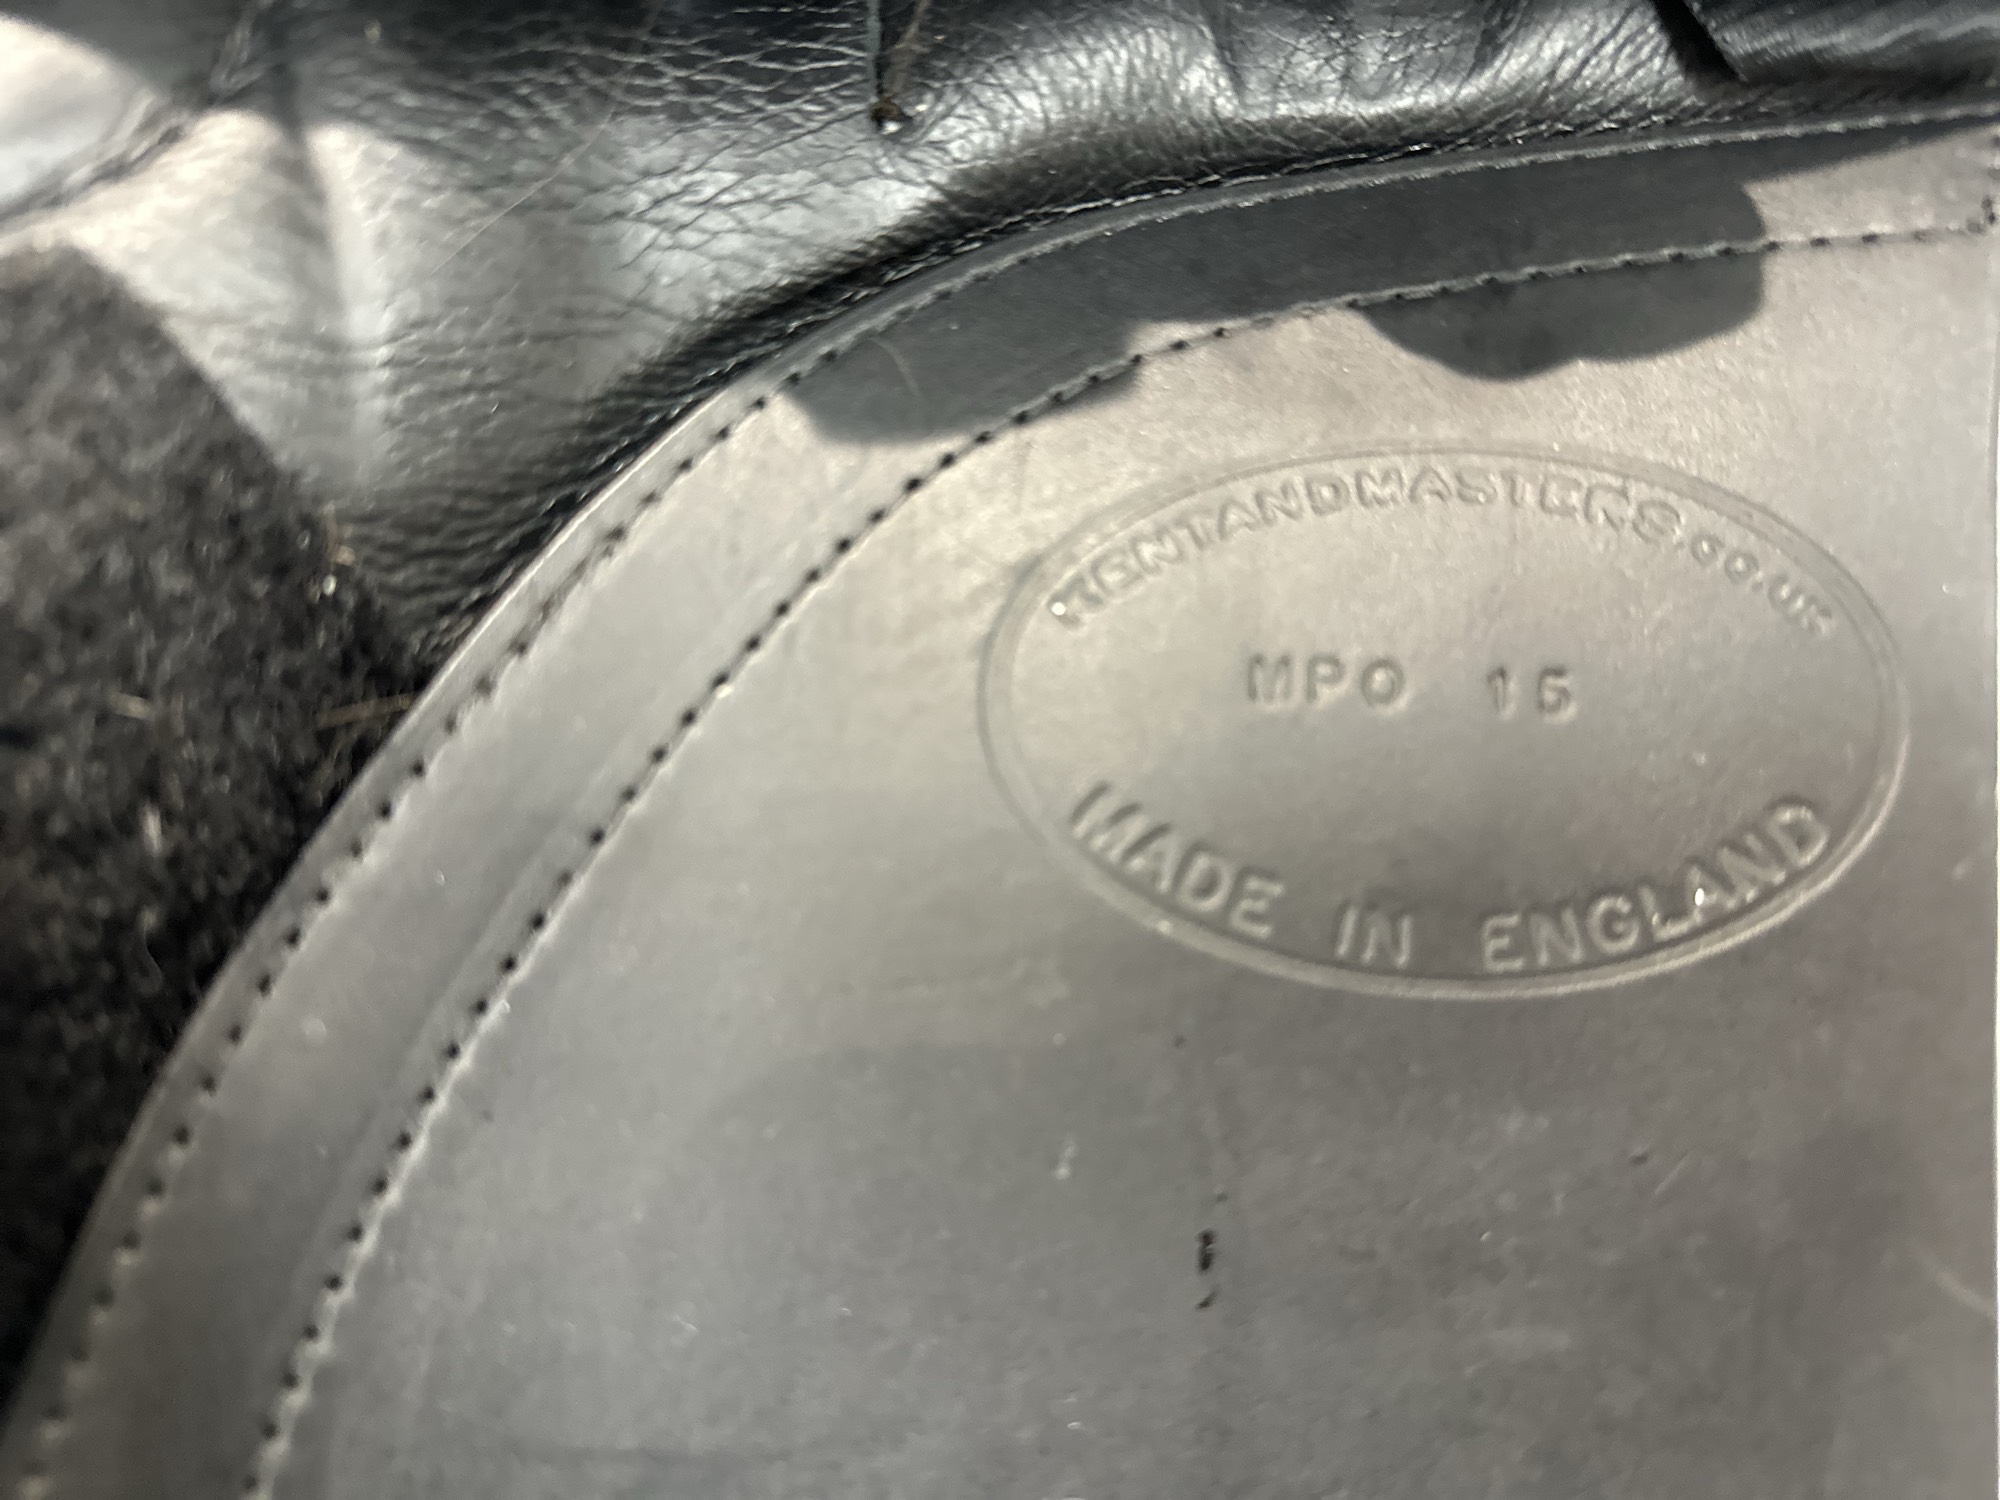 KENTANDMASTERS.CO.UK
MPO 15
MADE IN ENGLAND